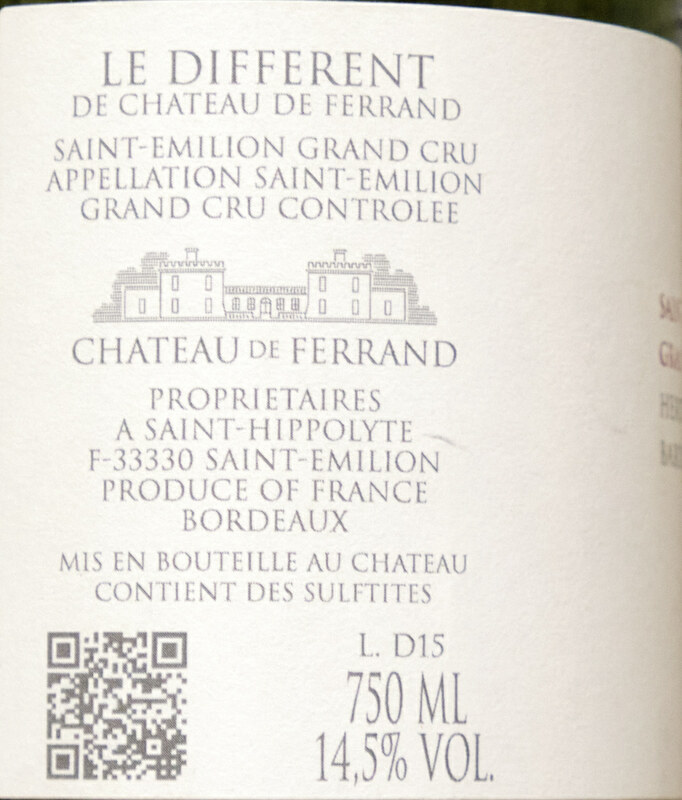 LE DIFFERENT
DE CHATEAU DE FERRAND
SAINT-EMILION GRAND CRU
APPELLATION SAINT-EMILION
GRAND CRU CONTROLEE
CHATEAU DE FERRAND
PROPRIETAIRES
A SAINT-HIPPOLYTE
F-33330 SAINT-EMILION
PRODUCE OF FRANCE
BORDEAUX
MIS EN BOUTEILLE AU CHATEAU
CONTIENT DES SULFTITES
L. D15
750 ML
14,5% VOL.